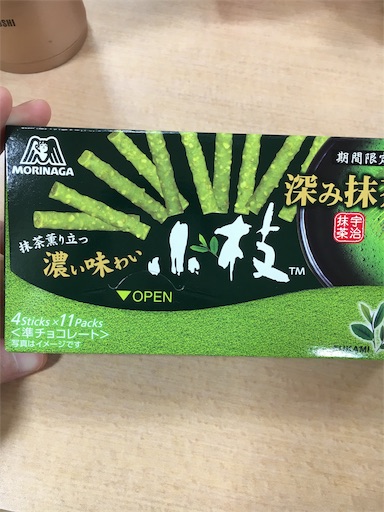 MORINAGA
期間限定
深み抹茶
宇治
抹茶
抹茶薫り立つ
濃い味わい
小枝™
▼OPEN
4Sticks×11Packs
<準チョコレート>
写真はイメージです